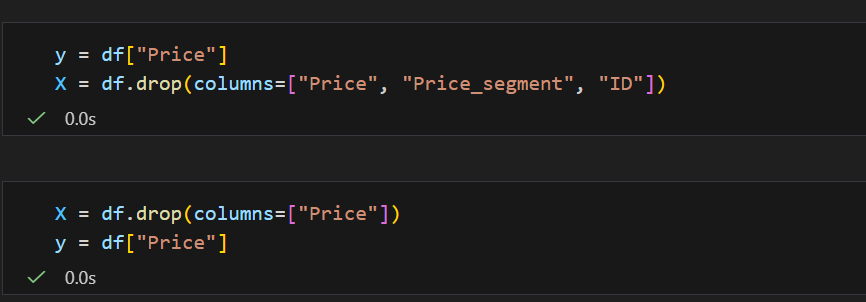 y = df["Price"]
X = df.drop(columns=["Price", "Price_segment", "ID"])
0.0s
X = df.drop(columns=["Price"])
y = df["Price"]
0.0s